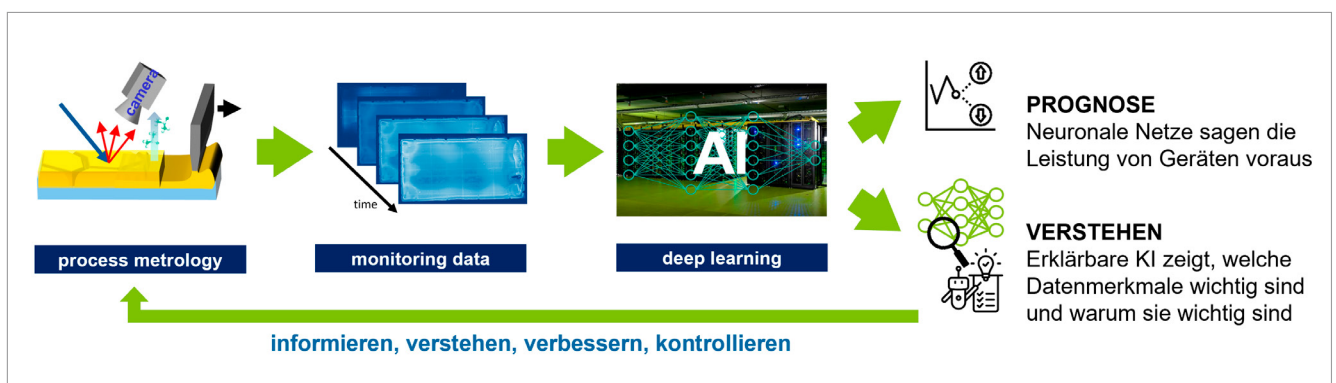 camera
time
process metrology
monitoring data
AI
deep learning
PROGNOSE
Neuronale Netze sagen die
Leistung von Geräten voraus
VERSTEHEN
Erklärbare KI zeigt, welche
Datenmerkmale wichtig sind
und warum sie wichtig sind
informieren, verstehen, verbessern, kontrollieren